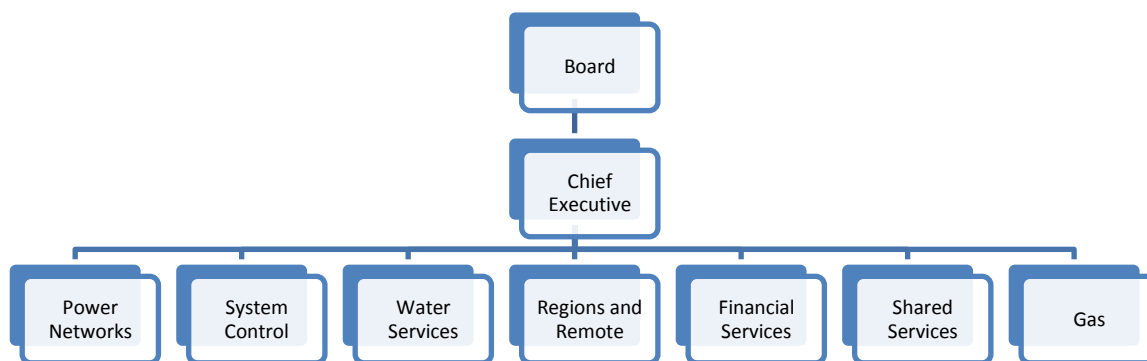 Board
Chief
Executive
Power
Networks
System
Control
Water
Services
Regions and
Remote
Financial
Services
Shared
Services
Gas